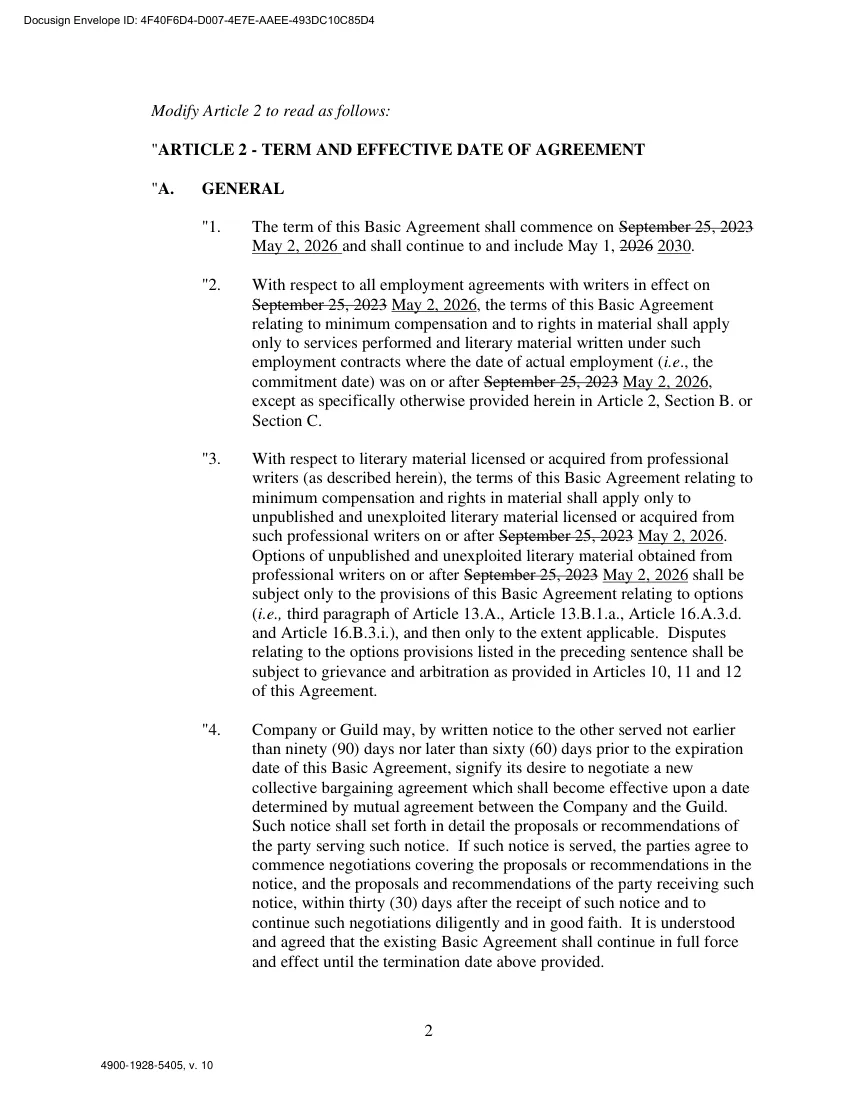 Docusign Envelope ID: 4F40F6D4-D007-4E7E-AAEE-493DC10C85D4
Modify Article 2 to read as follows:
"ARTICLE 2 - TERM AND EFFECTIVE DATE OF AGREEMENT
"A. GENERAL
"1. The term of this Basic Agreement shall commence on September 25, 2023
May 2, 2026 and shall continue to and include May 1, 2026 2030.
"2. With respect to all employment agreements with writers in effect on
September 25, 2023 May 2, 2026, the terms of this Basic Agreement
relating to minimum compensation and to rights in material shall apply
only to services performed and literary material written under such
employment contracts where the date of actual employment (i.e., the
commitment date) was on or after September 25, 2023 May 2, 2026,
except as specifically otherwise provided herein in Article 2, Section B. or
Section C.
"3. With respect to literary material licensed or acquired from professional
writers (as described herein), the terms of this Basic Agreement relating to
minimum compensation and rights in material shall apply only to
unpublished and unexploited literary material licensed or acquired from
such professional writers on or after September 25, 2023 May 2, 2026.
Options of unpublished and unexploited literary material obtained from
professional writers on or after September 25, 2023 May 2, 2026 shall be
subject only to the provisions of this Basic Agreement relating to options
(i.e., third paragraph of Article 13.A., Article 13.B.1.a., Article 16.A.3.d.
and Article 16.B.3.i.), and then only to the extent applicable.  Disputes
relating to the options provisions listed in the preceding sentence shall be
subject to grievance and arbitration as provided in Articles 10, 11 and 12
of this Agreement.
"4. Company or Guild may, by written notice to the other served not earlier
than ninety (90) days nor later than sixty (60) days prior to the expiration
date of this Basic Agreement, signify its desire to negotiate a new
collective bargaining agreement which shall become effective upon a date
determined by mutual agreement between the Company and the Guild.
Such notice shall set forth in detail the proposals or recommendations of
the party serving such notice.  If such notice is served, the parties agree to
commence negotiations covering the proposals or recommendations in the
notice, and the proposals and recommendations of the party receiving such
notice, within thirty (30) days after the receipt of such notice and to
continue such negotiations diligently and in good faith.  It is understood
and agreed that the existing Basic Agreement shall continue in full force
and effect until the termination date above provided.
2
4900-1928-5405, v. 10